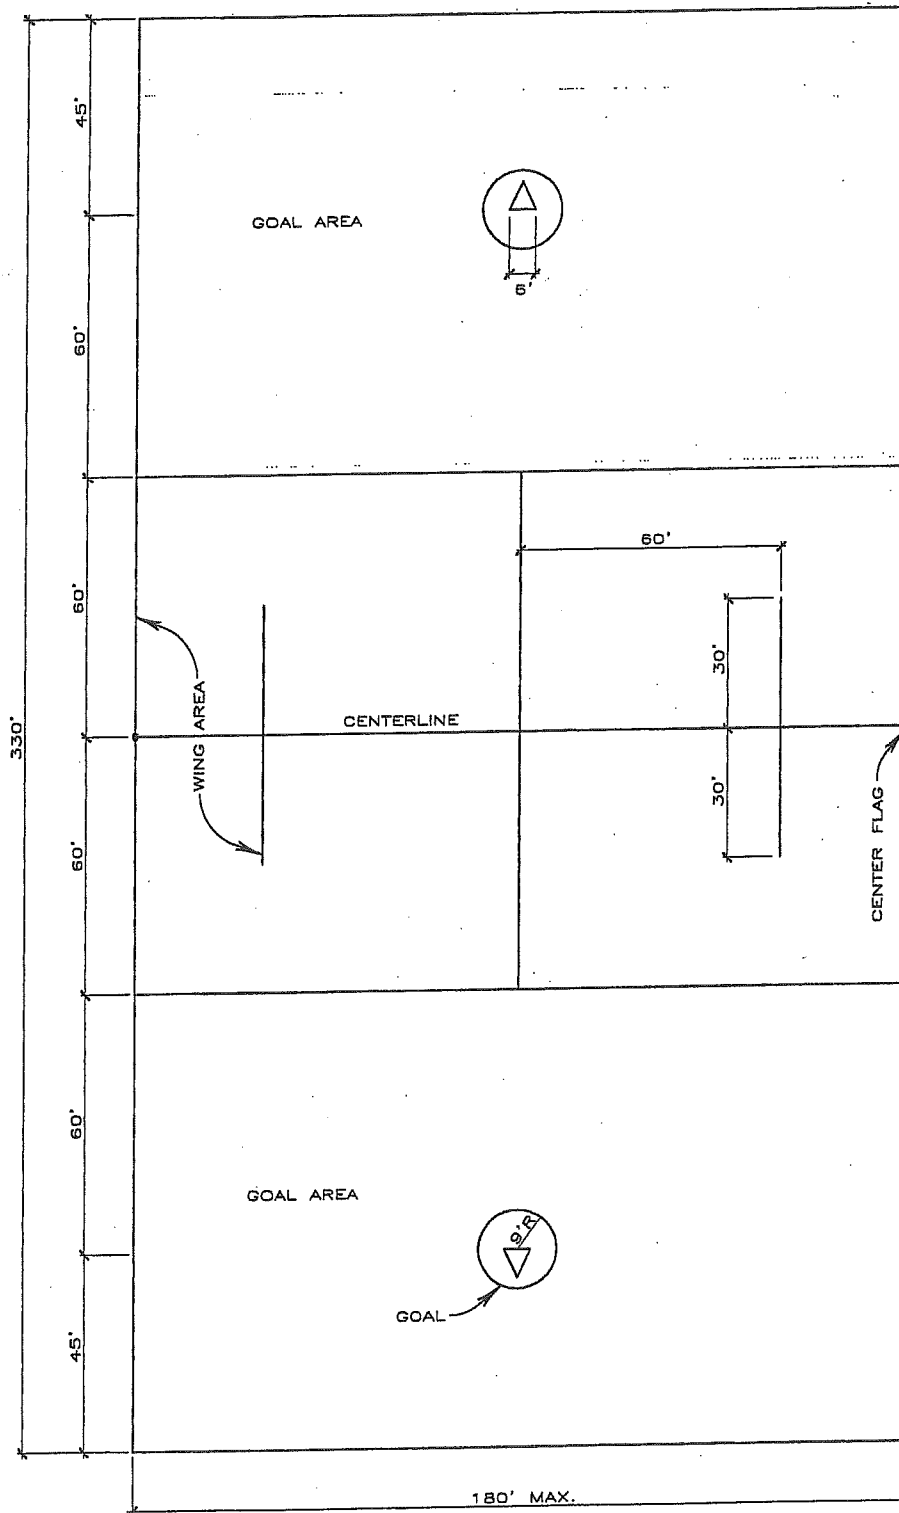 45'
GOAL AREA
6'
60'
60'
60'
30'
WING AREA
CENTERLINE
330'
30'
CENTER FLAG
60'
60'
GOAL AREA
9'R
GOAL
45'
180' MAX.